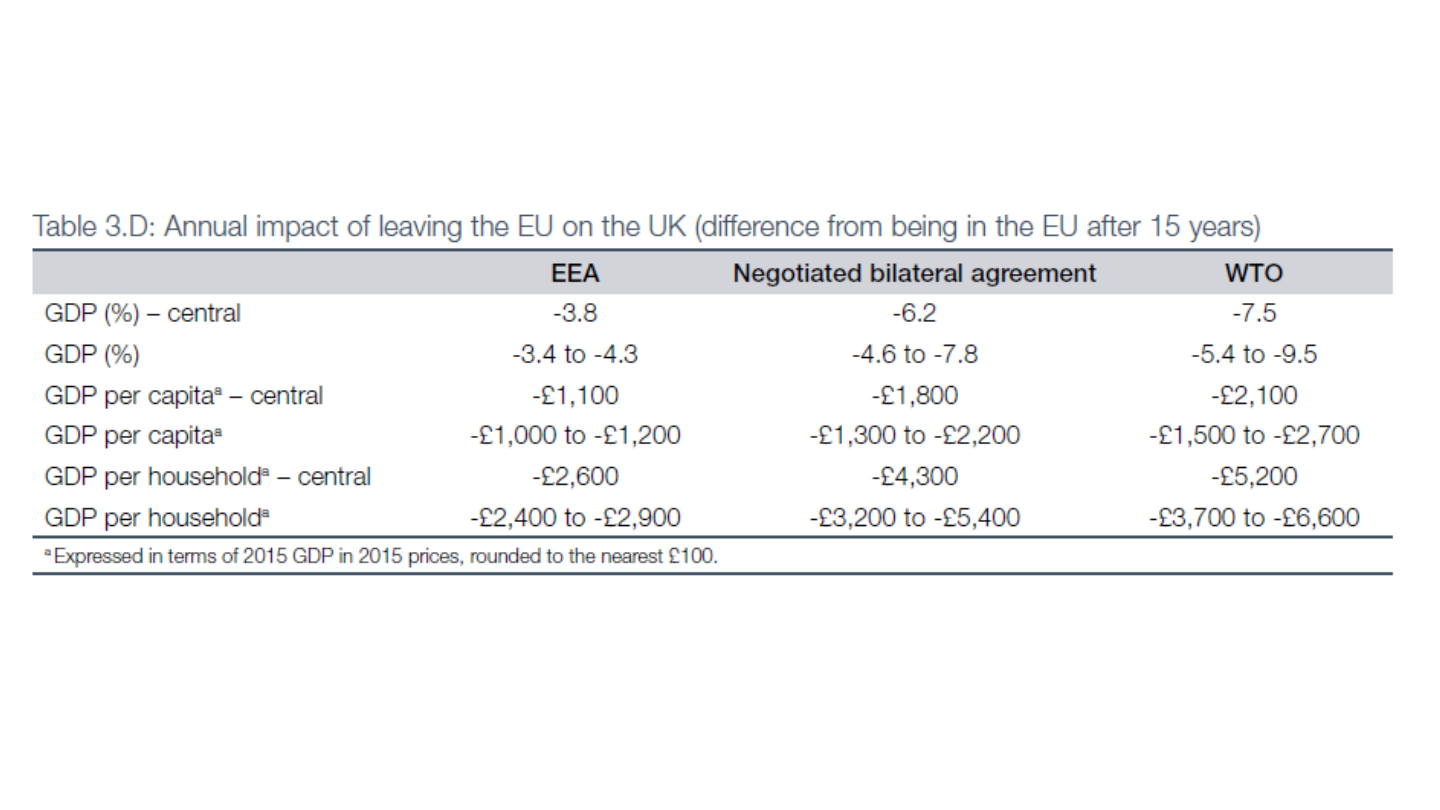 Table 3.D: Annual impact of leaving the EU on the UK (difference from being in the EU after 15 years)
EEA Negotiated bilateral agreement WTO
GDP (%) – central -3.8 -6.2 -7.5
GDP (%) -3.4 to -4.3 -4.6 to -7.8 -5.4 to -9.5
GDP per capitaᵃ – central -£1,100 -£1,800 -£2,100
GDP per capitaᵃ -£1,000 to -£1,200 -£1,300 to -£2,200 -£1,500 to -£2,700
GDP per householdᵃ – central -£2,600 -£4,300 -£5,200
GDP per householdᵃ -£2,400 to -£2,900 -£3,200 to -£5,400 -£3,700 to -£6,600
ᵃ Expressed in terms of 2015 GDP in 2015 prices, rounded to the nearest £100.